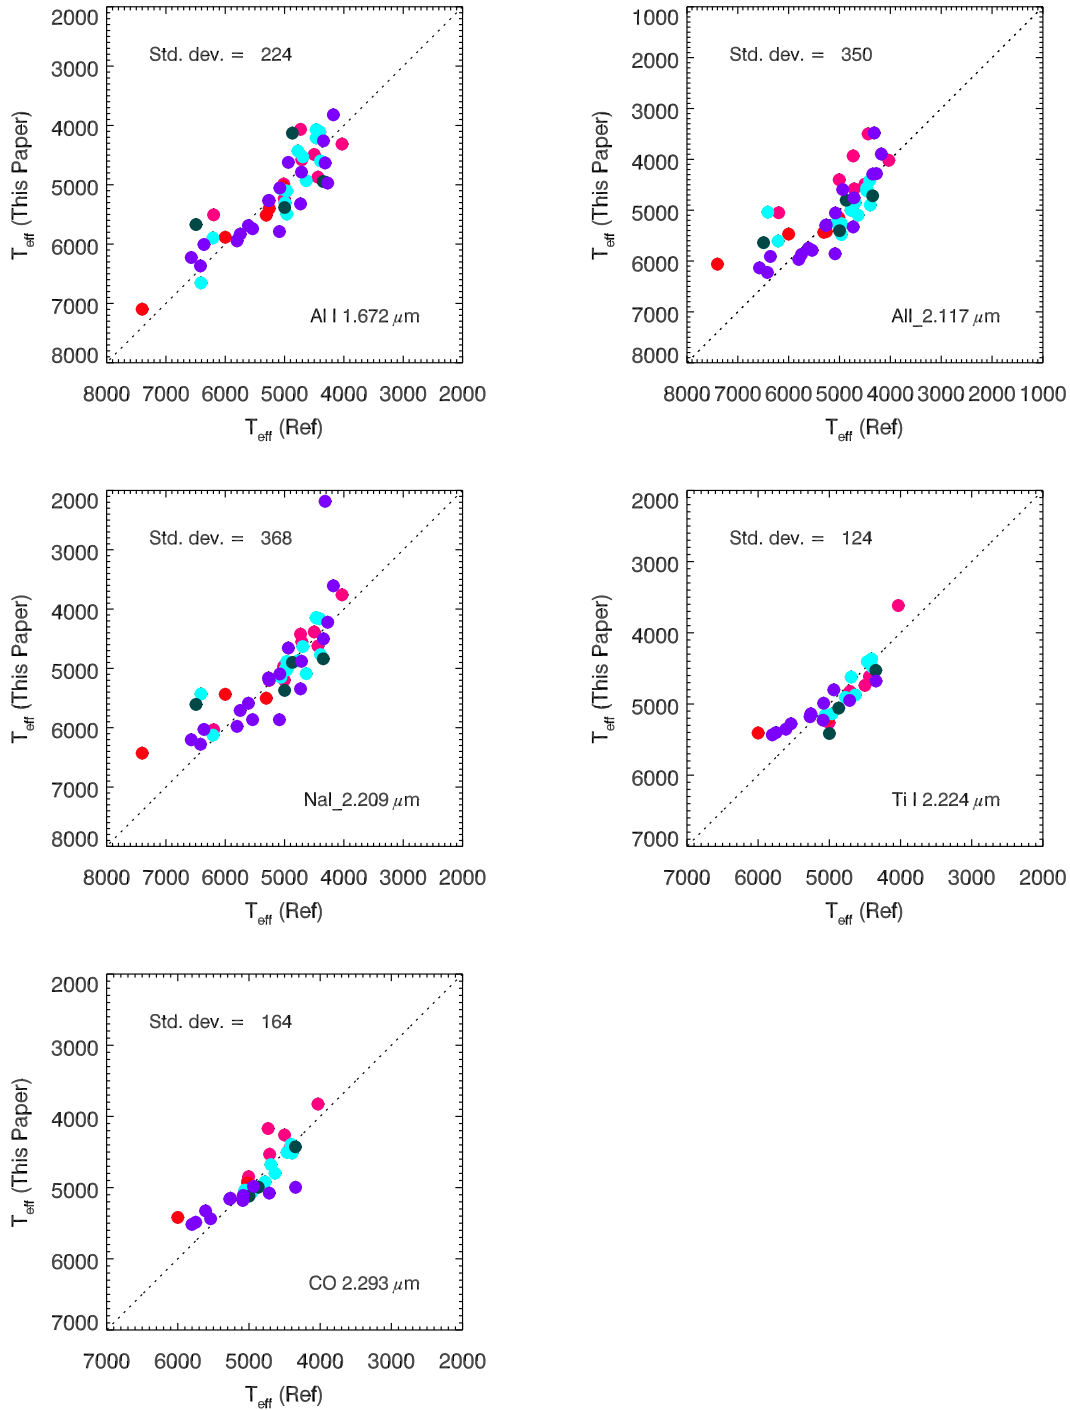 2000
3000
4000
5000
6000
7000
8000
Std. dev. = 224
Al I 1.672 μm
T_eff (This Paper)
8000 7000 6000 5000 4000 3000 2000
T_eff (Ref)
1000
2000
3000
4000
5000
6000
7000
8000
Std. dev. = 350
AlI_2.117 μm
T_eff (This Paper)
8000 7000 6000 5000 4000 3000 2000 1000
T_eff (Ref)
2000
3000
4000
5000
6000
7000
8000
Std. dev. = 368
NaI_2.209 μm
T_eff (This Paper)
8000 7000 6000 5000 4000 3000 2000
T_eff (Ref)
2000
3000
4000
5000
6000
7000
Std. dev. = 124
Ti I 2.224 μm
T_eff (This Paper)
7000 6000 5000 4000 3000 2000
T_eff (Ref)
2000
3000
4000
5000
6000
7000
Std. dev. = 164
CO 2.293 μm
T_eff (This Paper)
7000 6000 5000 4000 3000 2000
T_eff (Ref)